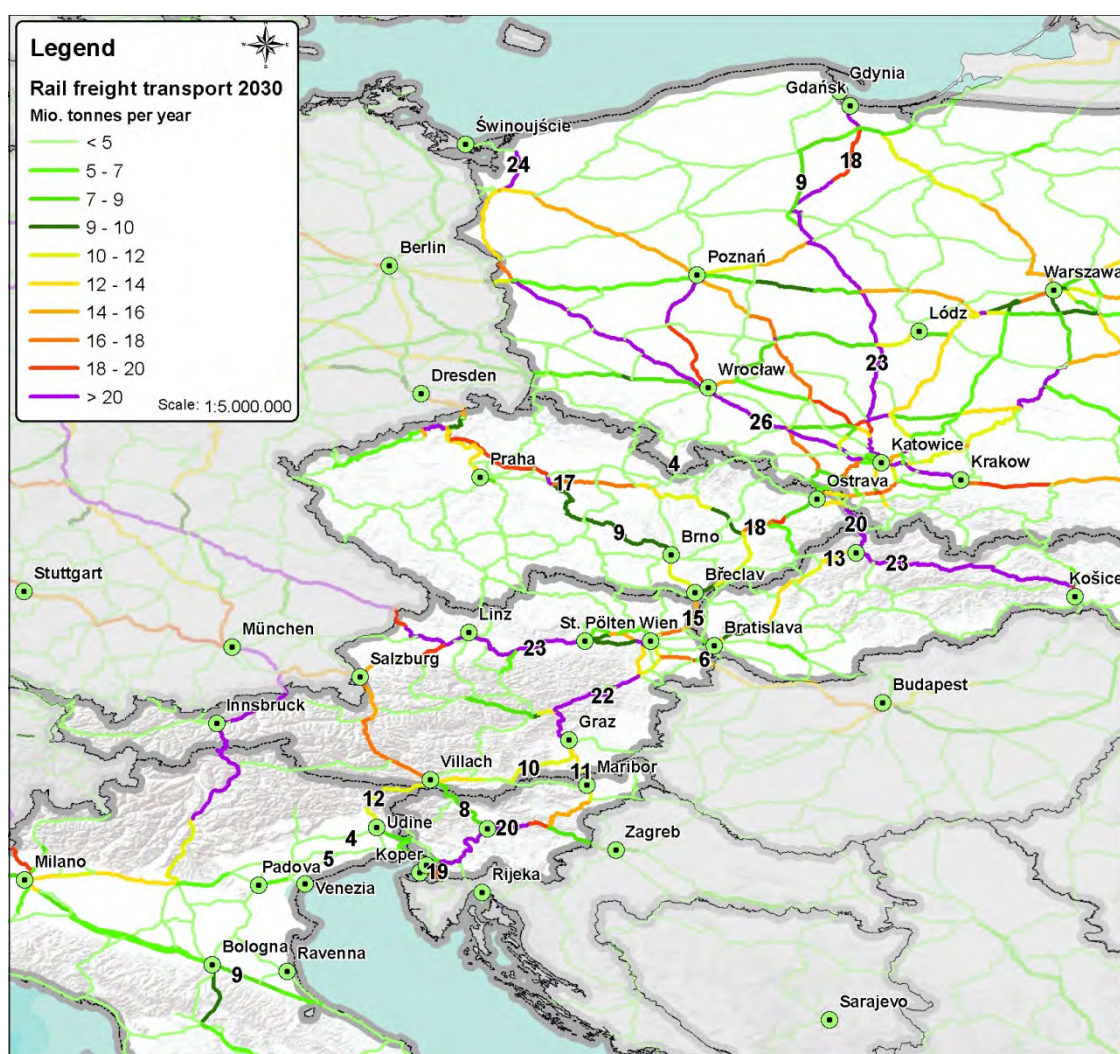 Legend
Rail freight transport 2030
Mio. tonnes per year
< 5
5 - 7
7 - 9
9 - 10
10 - 12
12 - 14
14 - 16
16 - 18
18 - 20
> 20
Scale: 1:5.000.000
Gdynia
Gdańsk
Świnoujście
24
18
9
Berlin
Poznań
Warszawa
Łódz
Dresden
Wrocław
23
26
Katowice
Krakow
4
Praha
Ostrava
17
18
20
9
Brno
13
23
Stuttgart
Břeclav
Košice
15
Linz
St. Pölten
Wien
Bratislava
München
23
6
Salzburg
22
Budapest
Innsbruck
Graz
Villach
10
11
Maribor
12
8
Udine
20
4
Zagreb
Koper
19
5
Padova
Milano
Venezia
Rijeka
Bologna
Ravenna
9
Sarajevo